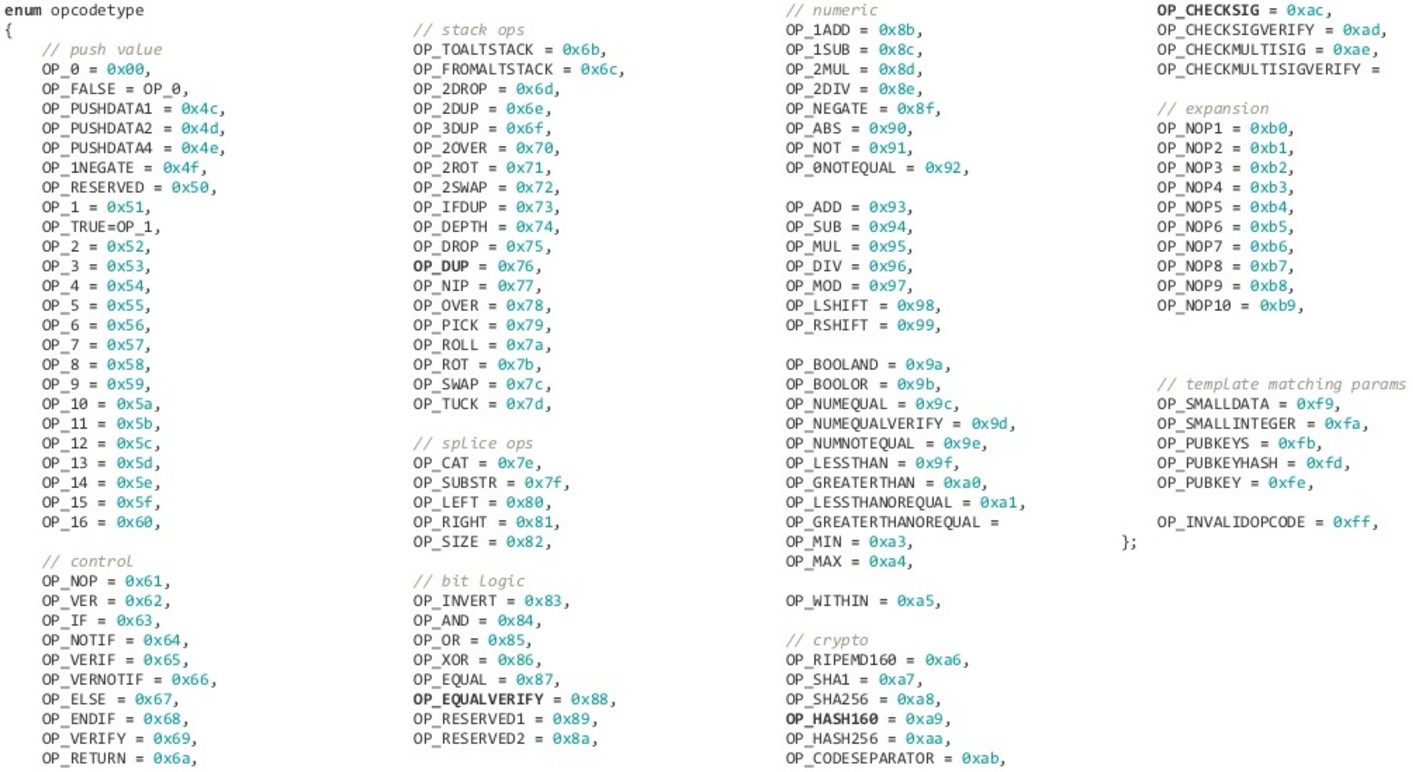 enum opcodetype
{
// push value
OP_0 = 0x00,
OP_FALSE = OP_0,
OP_PUSHDATA1 = 0x4c,
OP_PUSHDATA2 = 0x4d,
OP_PUSHDATA4 = 0x4e,
OP_1NEGATE = 0x4f,
OP_RESERVED = 0x50,
OP_1 = 0x51,
OP_TRUE=OP_1,
OP_2 = 0x52,
OP_3 = 0x53,
OP_4 = 0x54,
OP_5 = 0x55,
OP_6 = 0x56,
OP_7 = 0x57,
OP_8 = 0x58,
OP_9 = 0x59,
OP_10 = 0x5a,
OP_11 = 0x5b,
OP_12 = 0x5c,
OP_13 = 0x5d,
OP_14 = 0x5e,
OP_15 = 0x5f,
OP_16 = 0x60,
// control
OP_NOP = 0x61,
OP_VER = 0x62,
OP_IF = 0x63,
OP_NOTIF = 0x64,
OP_VERIF = 0x65,
OP_VERNOTIF = 0x66,
OP_ELSE = 0x67,
OP_ENDIF = 0x68,
OP_VERIFY = 0x69,
OP_RETURN = 0x6a,
// stack ops
OP_TOALTSTACK = 0x6b,
OP_FROMALTSTACK = 0x6c,
OP_2DROP = 0x6d,
OP_2DUP = 0x6e,
OP_3DUP = 0x6f,
OP_2OVER = 0x70,
OP_2ROT = 0x71,
OP_2SWAP = 0x72,
OP_IFDUP = 0x73,
OP_DEPTH = 0x74,
OP_DROP = 0x75,
OP_DUP = 0x76,
OP_NIP = 0x77,
OP_OVER = 0x78,
OP_PICK = 0x79,
OP_ROLL = 0x7a,
OP_ROT = 0x7b,
OP_SWAP = 0x7c,
OP_TUCK = 0x7d,
// splice ops
OP_CAT = 0x7e,
OP_SUBSTR = 0x7f,
OP_LEFT = 0x80,
OP_RIGHT = 0x81,
OP_SIZE = 0x82,
// bit logic
OP_INVERT = 0x83,
OP_AND = 0x84,
OP_OR = 0x85,
OP_XOR = 0x86,
OP_EQUAL = 0x87,
OP_EQUALVERIFY = 0x88,
OP_RESERVED1 = 0x89,
OP_RESERVED2 = 0x8a,
// numeric
OP_1ADD = 0x8b,
OP_1SUB = 0x8c,
OP_2MUL = 0x8d,
OP_2DIV = 0x8e,
OP_NEGATE = 0x8f,
OP_ABS = 0x90,
OP_NOT = 0x91,
OP_0NOTEQUAL = 0x92,
OP_ADD = 0x93,
OP_SUB = 0x94,
OP_MUL = 0x95,
OP_DIV = 0x96,
OP_MOD = 0x97,
OP_LSHIFT = 0x98,
OP_RSHIFT = 0x99,
OP_BOOLAND = 0x9a,
OP_BOOLOR = 0x9b,
OP_NUMEQUAL = 0x9c,
OP_NUMEQUALVERIFY = 0x9d,
OP_NUMNOTEQUAL = 0x9e,
OP_LESSTHAN = 0x9f,
OP_GREATERTHAN = 0xa0,
OP_LESSTHANOREQUAL = 0xa1,
OP_GREATERTHANOREQUAL =
OP_MIN = 0xa3,
OP_MAX = 0xa4,
OP_WITHIN = 0xa5,
// crypto
OP_RIPEMD160 = 0xa6,
OP_SHA1 = 0xa7,
OP_SHA256 = 0xa8,
OP_HASH160 = 0xa9,
OP_HASH256 = 0xaa,
OP_CODESEPARATOR = 0xab,
OP_CHECKSIG = 0xac,
OP_CHECKSIGVERIFY = 0xad,
OP_CHECKMULTISIG = 0xae,
OP_CHECKMULTISIGVERIFY =
// expansion
OP_NOP1 = 0xb0,
OP_NOP2 = 0xb1,
OP_NOP3 = 0xb2,
OP_NOP4 = 0xb3,
OP_NOP5 = 0xb4,
OP_NOP6 = 0xb5,
OP_NOP7 = 0xb6,
OP_NOP8 = 0xb7,
OP_NOP9 = 0xb8,
OP_NOP10 = 0xb9,
// template matching params
OP_SMALLDATA = 0xf9,
OP_SMALLINTEGER = 0xfa,
OP_PUBKEYS = 0xfb,
OP_PUBKEYHASH = 0xfd,
OP_PUBKEY = 0xfe,
OP_INVALIDOPCODE = 0xff,
};